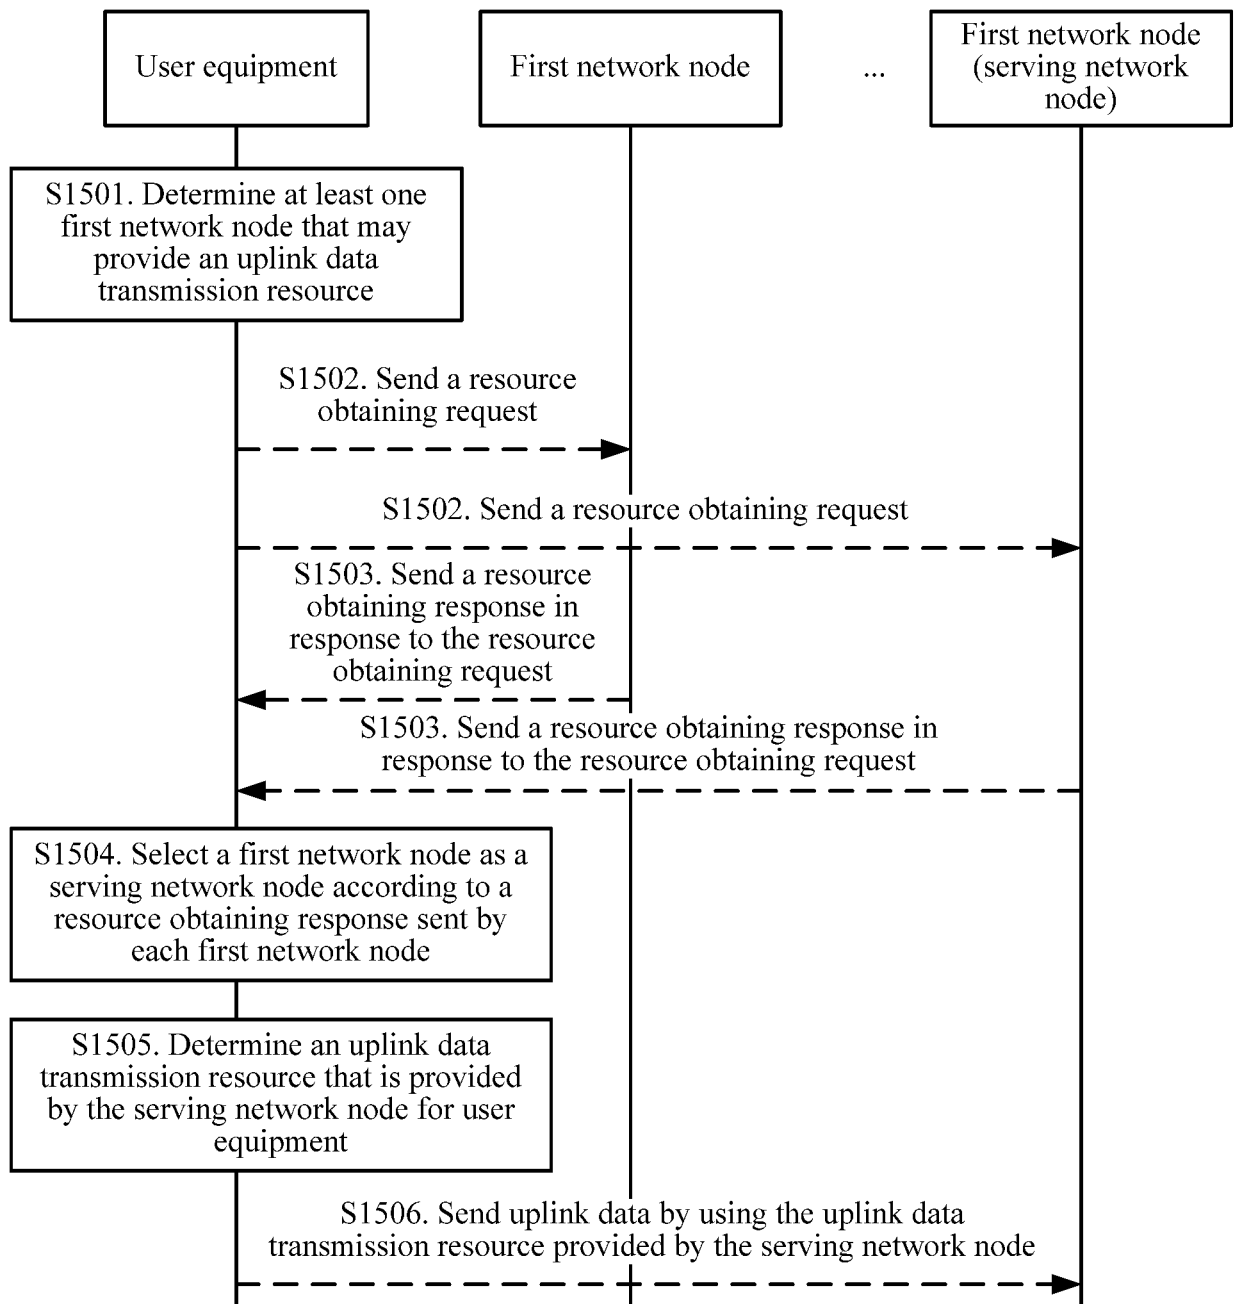 User equipment
First network node
...
First network node
(serving network
node)
S1501. Determine at least one
first network node that may
provide an uplink data
transmission resource
S1502. Send a resource
obtaining request
S1502. Send a resource obtaining request
S1503. Send a resource
obtaining response in
response to the resource
obtaining request
S1503. Send a resource obtaining response in
response to the resource obtaining request
S1504. Select a first network node as a
serving network node according to a
resource obtaining response sent by
each first network node
S1505. Determine an uplink data
transmission resource that is provided
by the serving network node for user
equipment
S1506. Send uplink data by using the uplink data
transmission resource provided by the serving network node